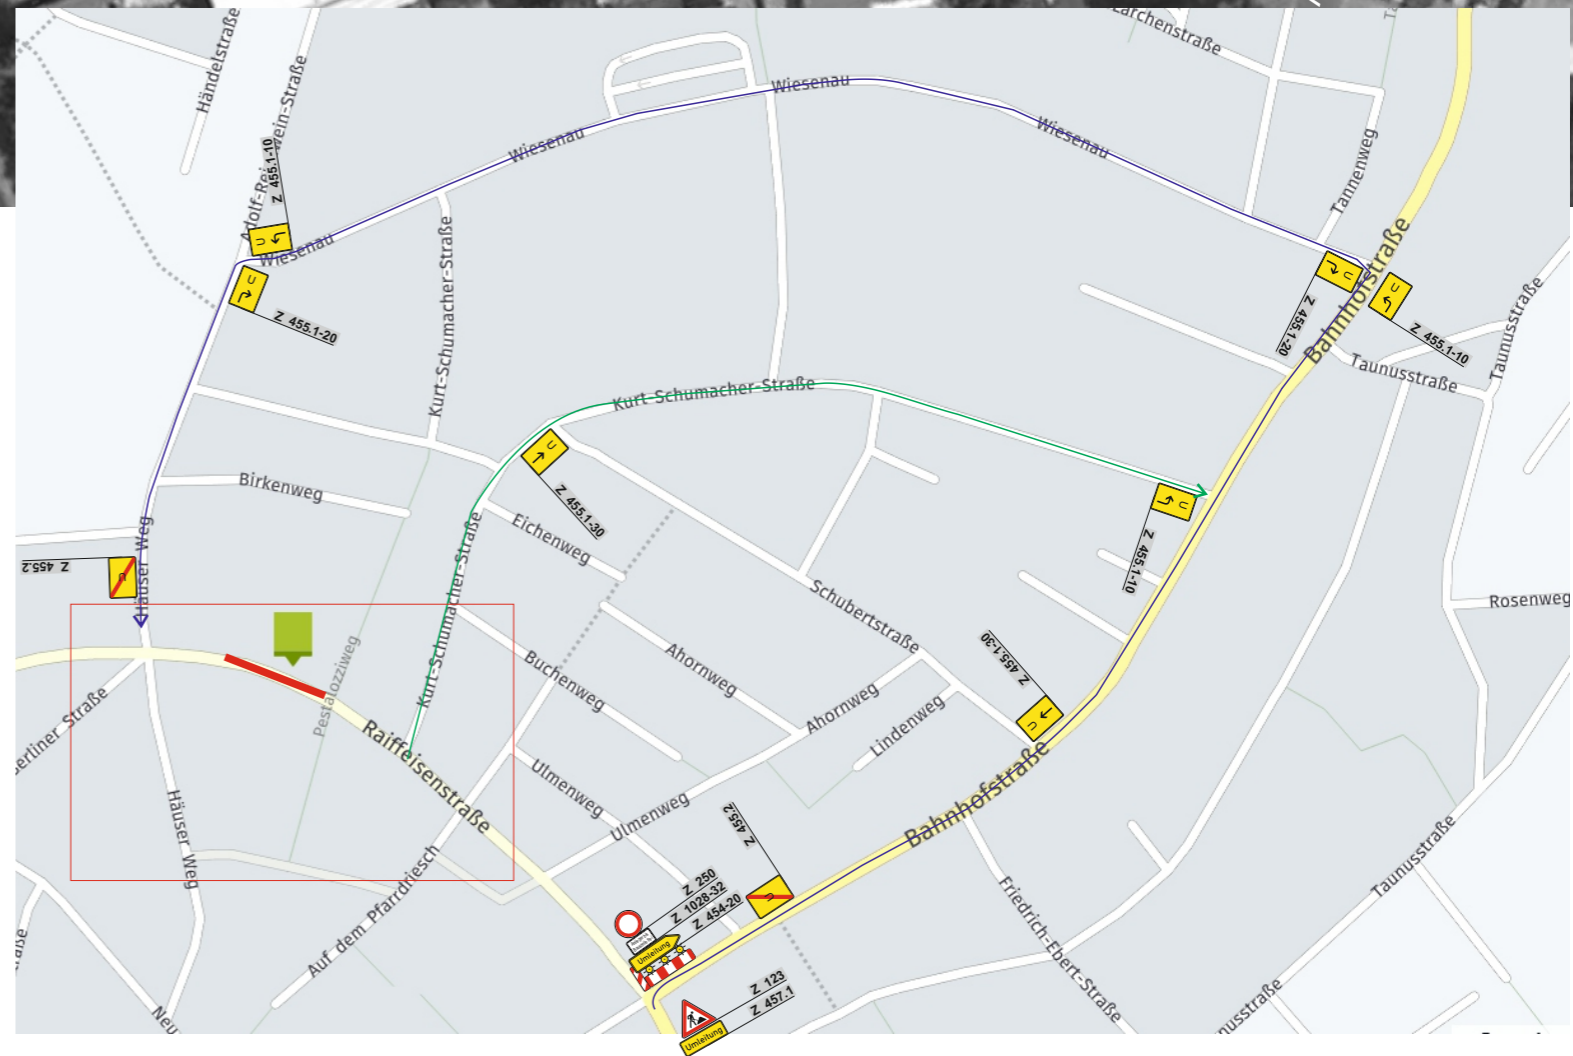 Lärchenstraße
Händelstraße
Wiesenau
Wiesenau
Wiesenau
Tannenweg
Z 455.1-10
U
Wiesenau
U
Z 455.1-20
Kurt-Schumacher-Straße
Bahnhofstraße
U
Z 455.1-20
U
Z 455.1-10
Taunusstraße
Taunusstraße
Kurt-Schumacher-Straße
U
Z 455.1-30
Birkenweg
Eichenweg
Kurt-Schumacher-Straße
U
Z 455.1-10
Häuser Weg
Z 455.2
U
Schubertstraße
Rosenweg
Ahornweg
Buchenweg
Pestalozziweg
Z 455.1-30
U
Ahornweg
Lindenweg
Raiffeisenstraße
Berliner Straße
Ulmenweg
Ulmenweg
Häuser Weg
Bahnhofstraße
Z 455.2
U
Z 250
Z 1028-32
Z 454-20
Umleitung
Auf dem Pfarrdriesch
Friedrich-Ebert-Straße
Taunusstraße
Z 123
Z 457.1
Umleitung